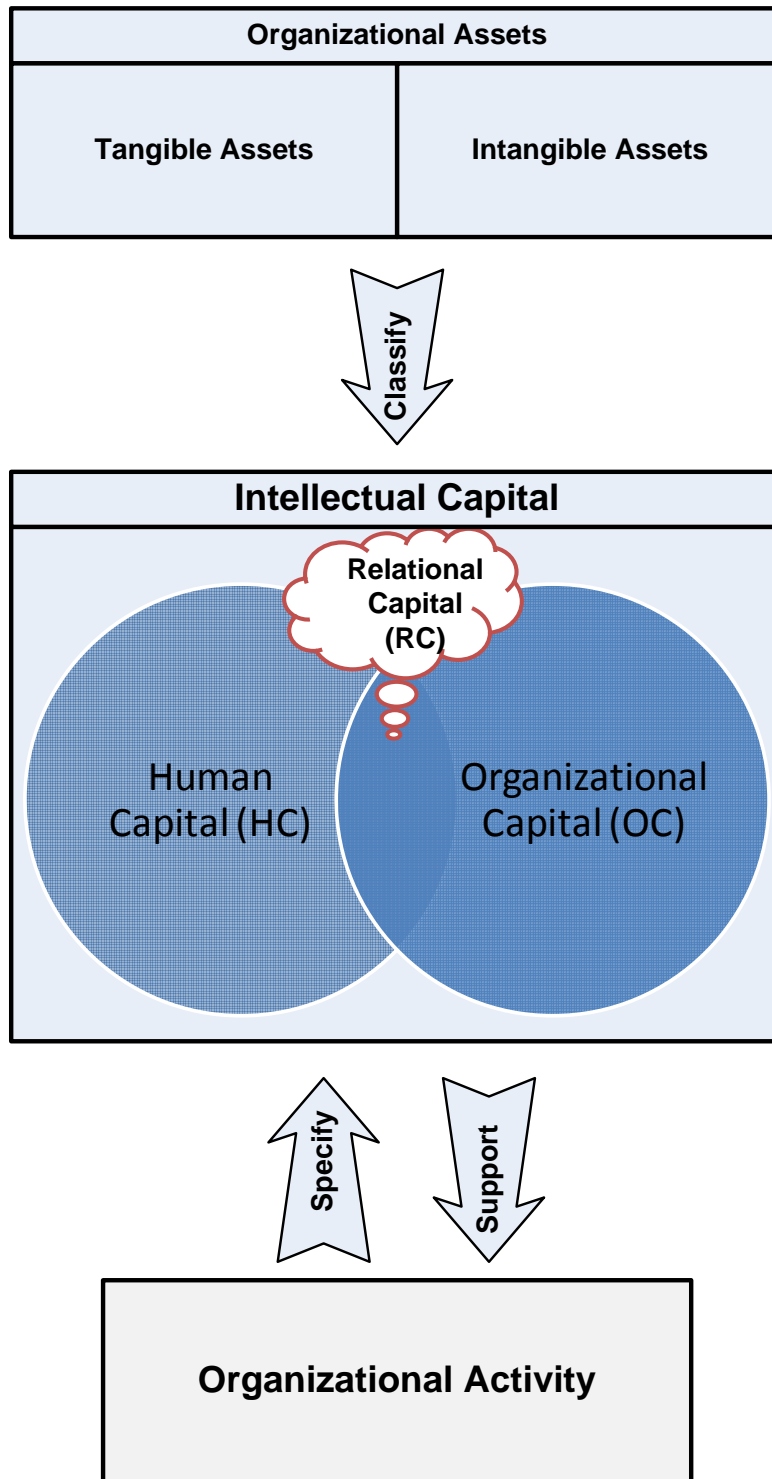 Organizational Assets
Tangible Assets
Intangible Assets
Classify
Intellectual Capital
Relational
Capital
(RC)
Human
Capital (HC)
Organizational
Capital (OC)
Specify
Support
Organizational Activity